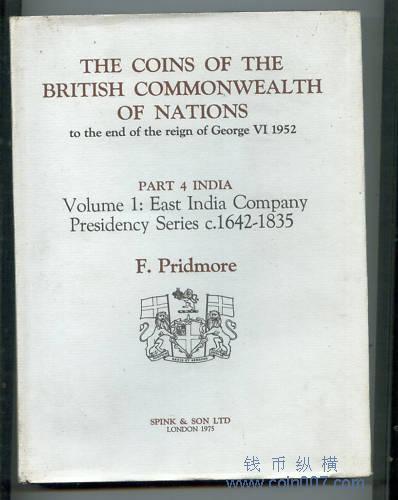 THE COINS OF THE
BRITISH COMMONWEALTH
OF NATIONS
to the end of the reign of George VI 1952
PART 4 INDIA
Volume 1: East India Company
Presidency Series c.1642-1835
F. Pridmore
SPINK & SON LTD
LONDON 1975
钱币纵横
www.coin007.com